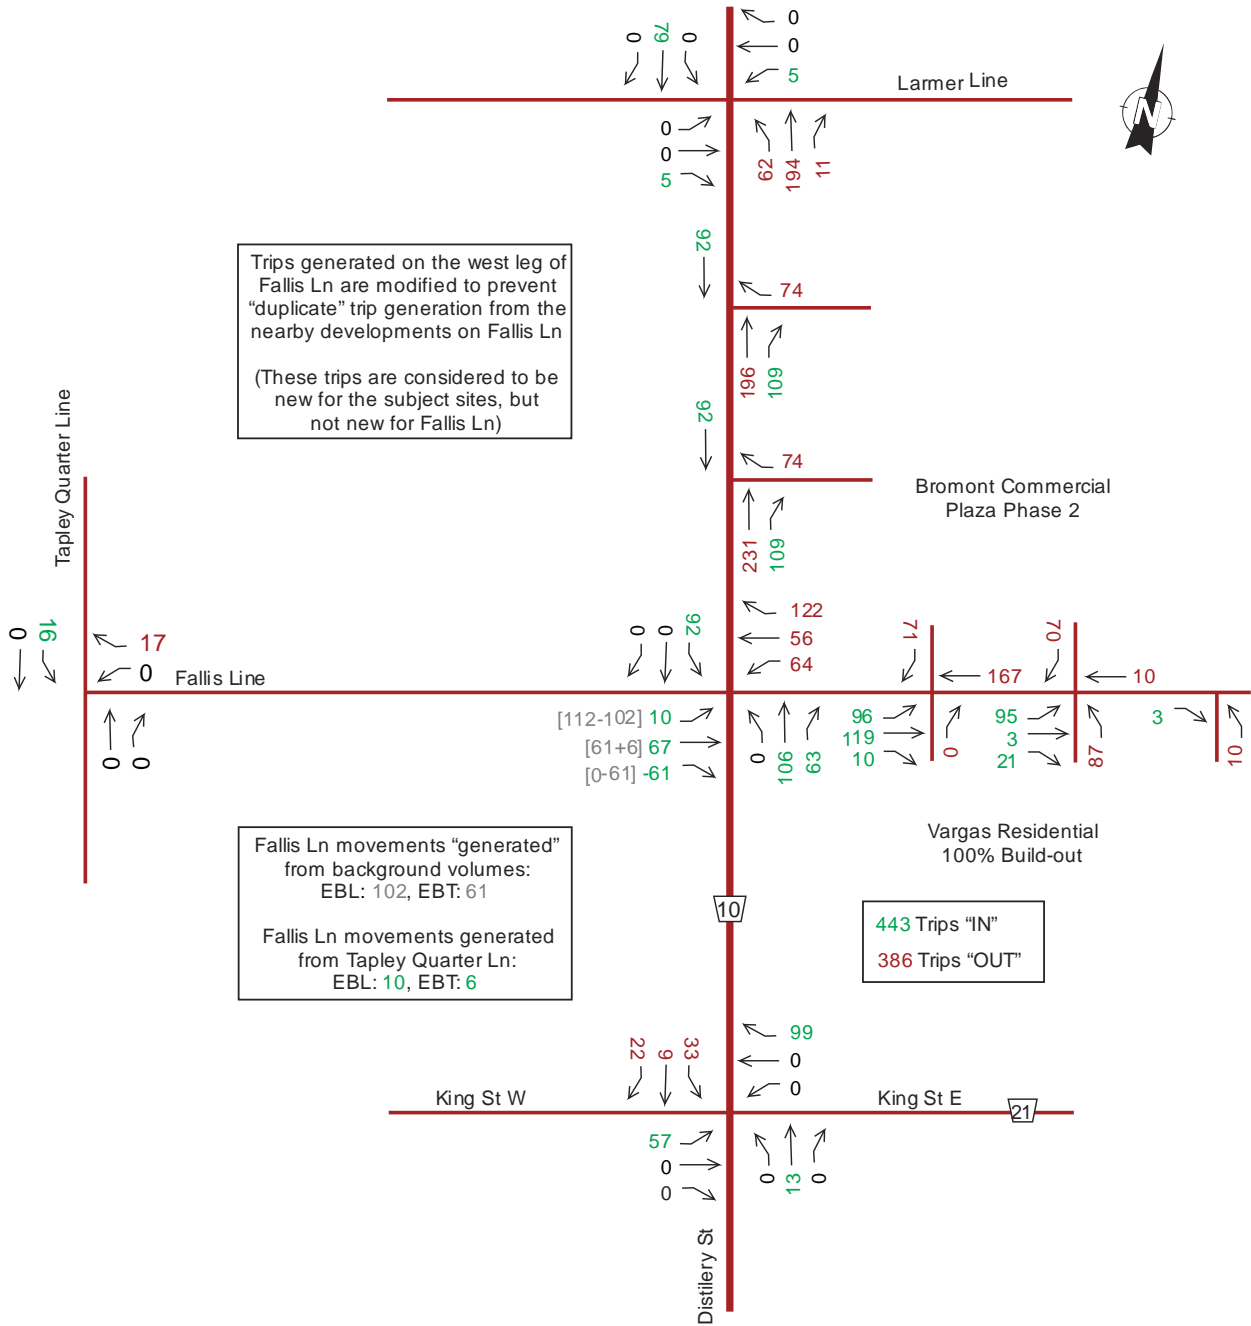 0 79 0
0
0
5
Larmer Line
N
0
0
5
62 194 11
92
74
Trips generated on the west leg of
Fallis Ln are modified to prevent
“duplicate” trip generation from the
nearby developments on Fallis Ln
(These trips are considered to be
new for the subject sites, but
not new for Fallis Ln)
196 109
92
74
Bromont Commercial
Plaza Phase 2
231 109
Tapley Quarter Line
0 16
17
0
Fallis Line
0 0
0 0 92
122
56
64
[112-102] 10
[61+6] 67
[0-61] -61
0 106 63
71
167
96
119
10
0
70
10
95
3
21
87
3
10
Vargas Residential
100% Build-out
Fallis Ln movements “generated”
from background volumes:
EBL: 102, EBT: 61
Fallis Ln movements generated
from Tapley Quarter Ln:
EBL: 10, EBT: 6
10
443 Trips “IN”
386 Trips “OUT”
22 9 33
99
0
0
King St W
King St E
21
57
0
0
0 13 0
Distilery St